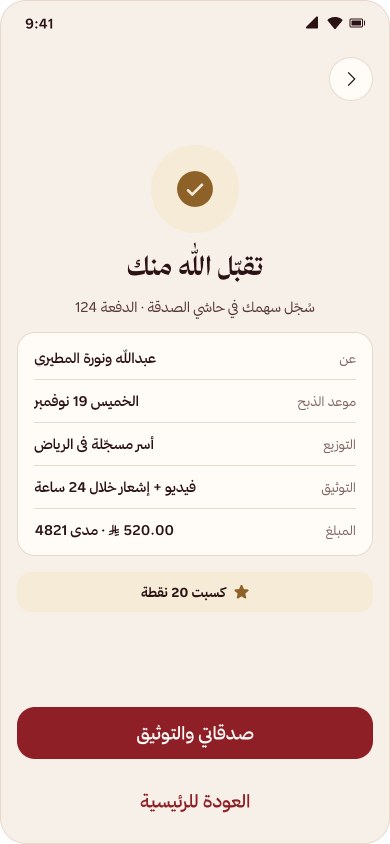 9:41
تقبّل الله منك
سُجّل سهمك في حاشي الصدقة · الدفعة 124
عن عبدالله ونورة المطيري
موعد الذبح الخميس 19 نوفمبر
التوزيع أسر مسجّلة في الرياض
التوثيق فيديو + إشعار خلال 24 ساعة
المبلغ 520.00 ⃁ · مدى 4821
كسبت 20 نقطة
صدقاتي والتوثيق
العودة للرئيسية